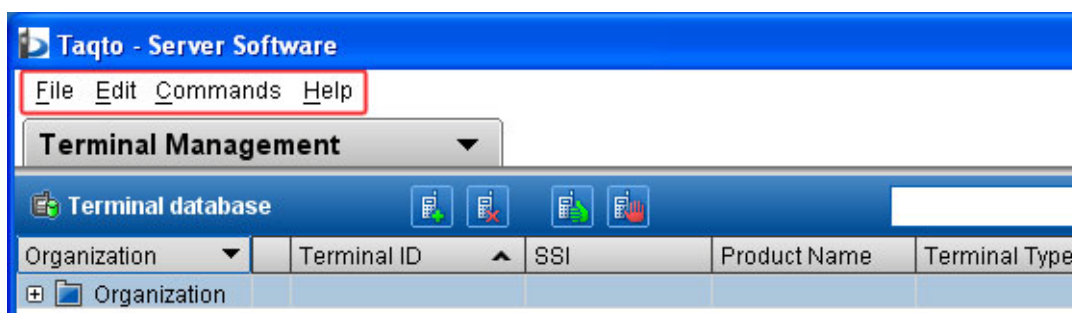 Taqto - Server Software
File Edit Commands Help
Terminal Management
Terminal database
Organization Terminal ID SSI Product Name Terminal Type
Organization